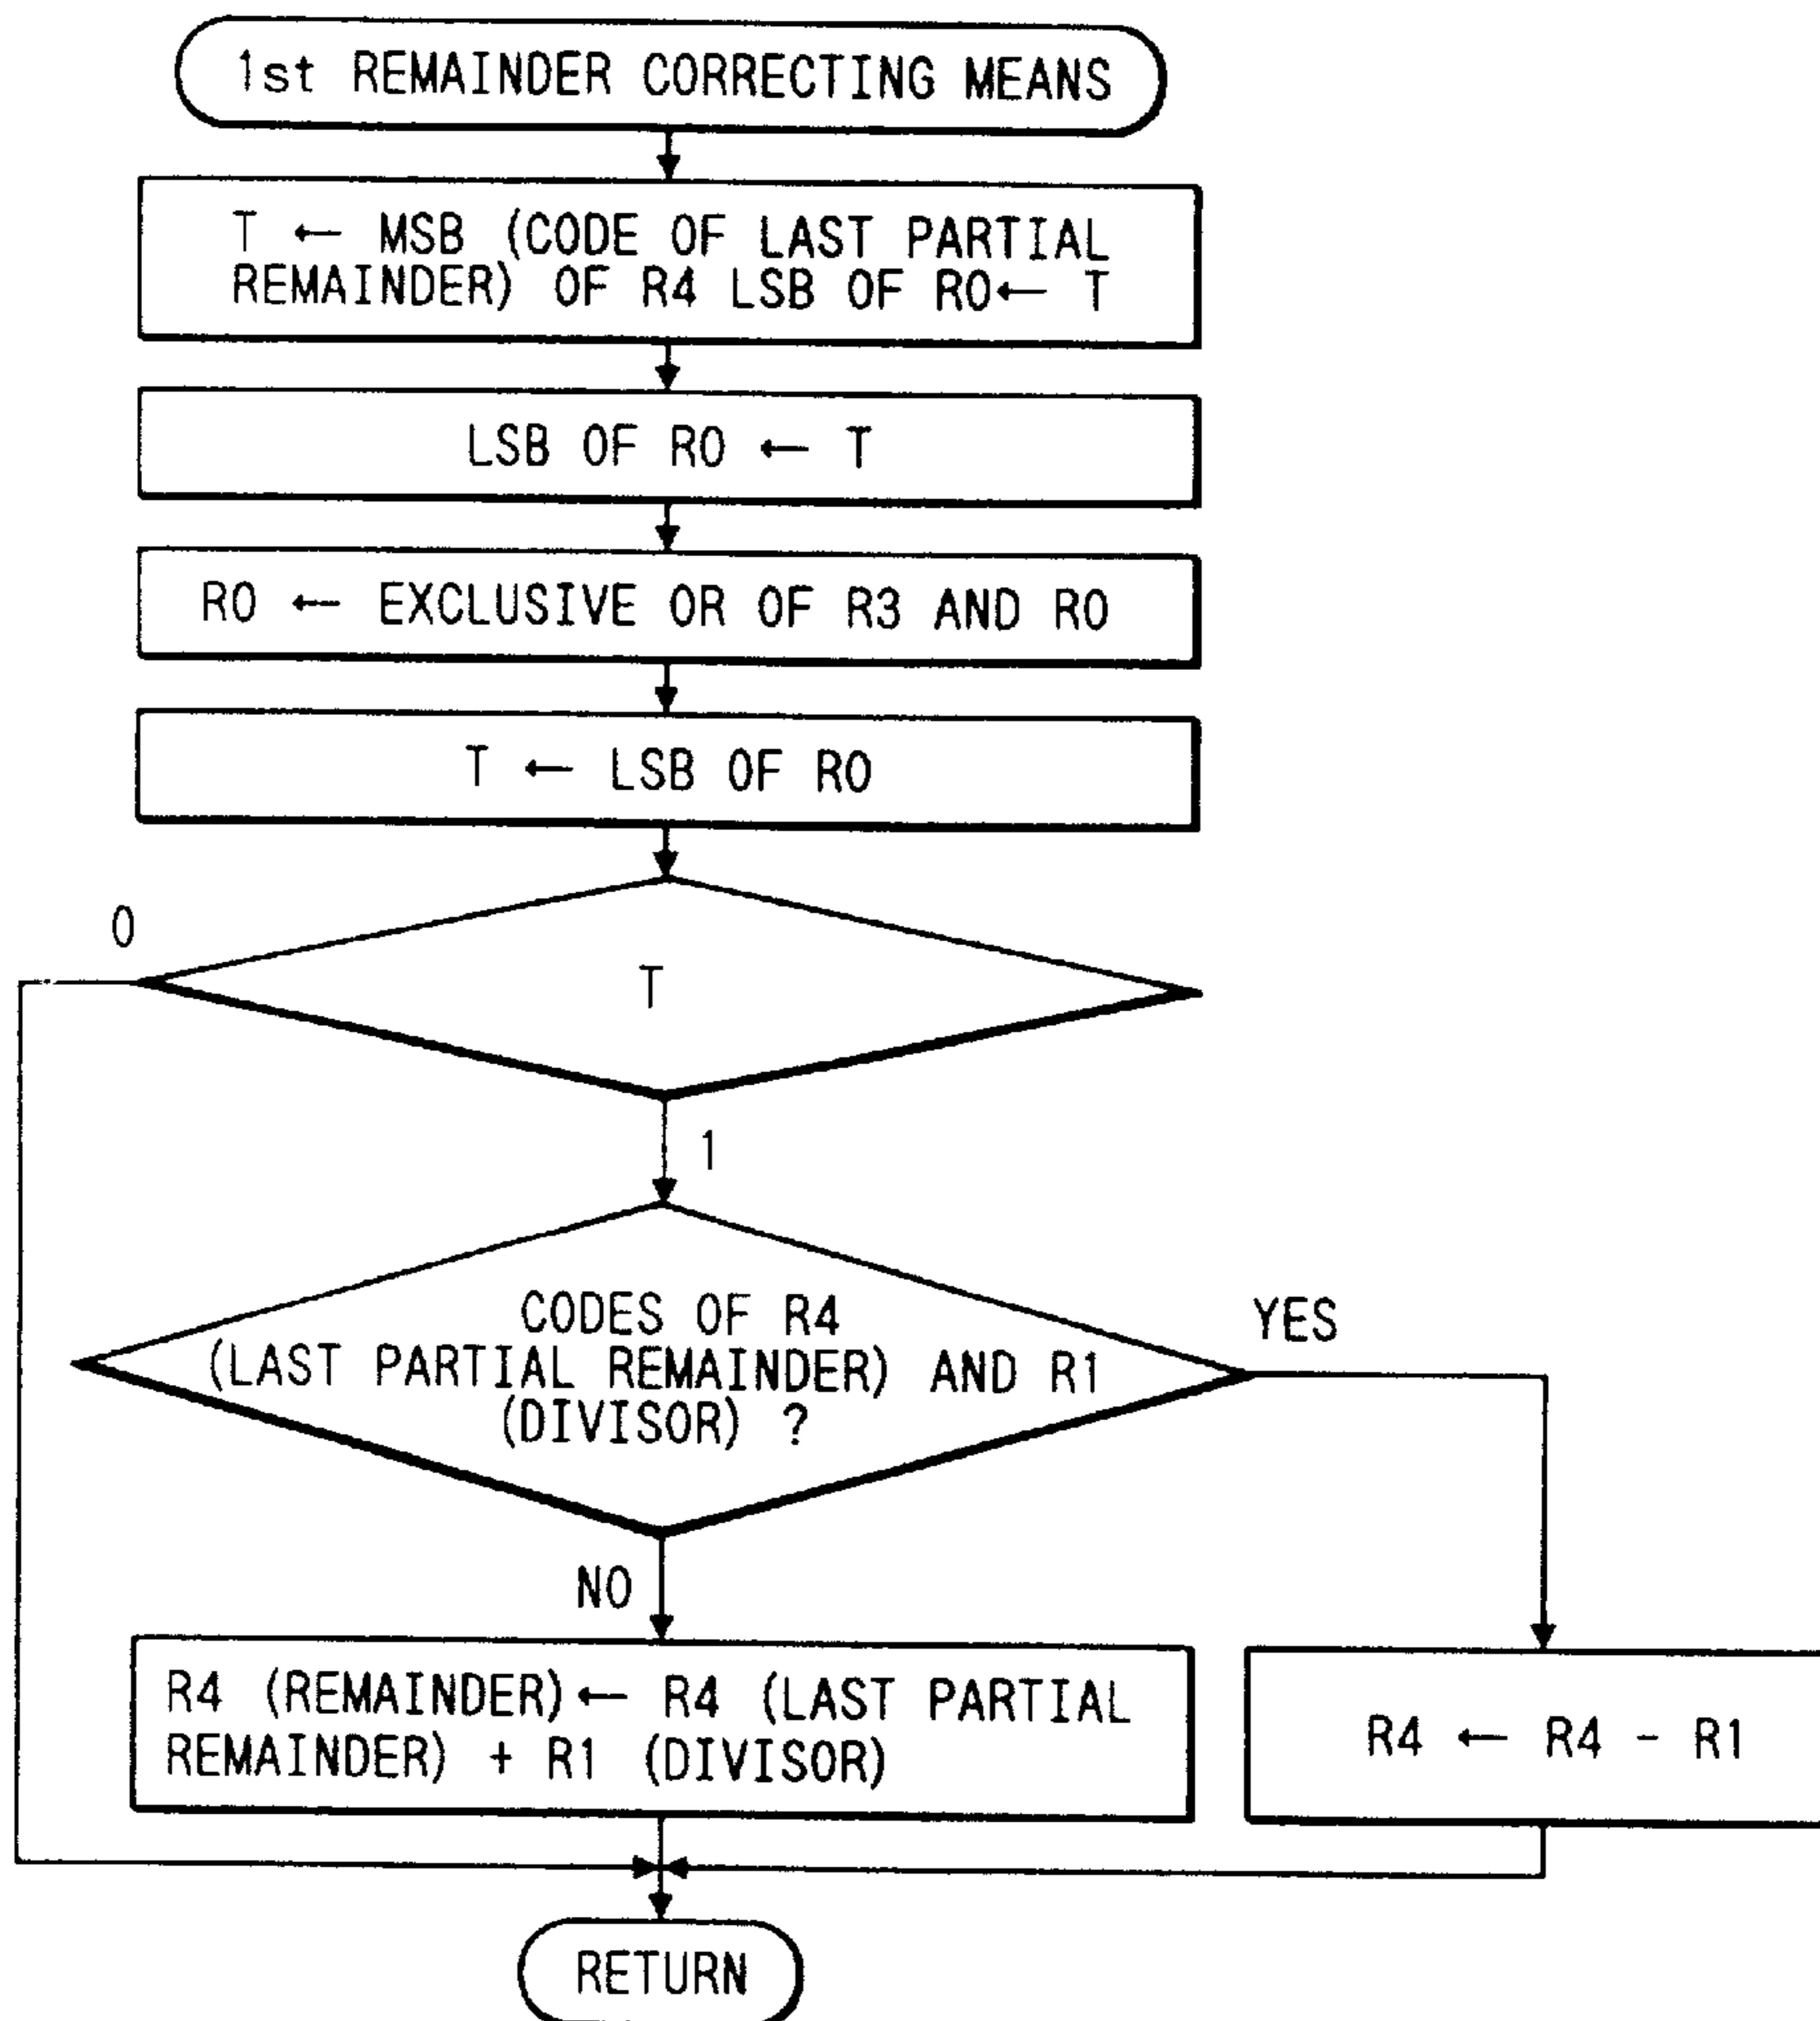 1st REMAINDER CORRECTING MEANS
T ← MSB (CODE OF LAST PARTIAL
REMAINDER) OF R4 LSB OF R0← T
LSB OF R0 ← T
R0 ← EXCLUSIVE OR OF R3 AND R0
T ← LSB OF R0
0
T
1
CODES OF R4
(LAST PARTIAL REMAINDER) AND R1
(DIVISOR) ?
YES
NO
R4 (REMAINDER)← R4 (LAST PARTIAL
REMAINDER) + R1 (DIVISOR)
R4 ← R4 - R1
RETURN